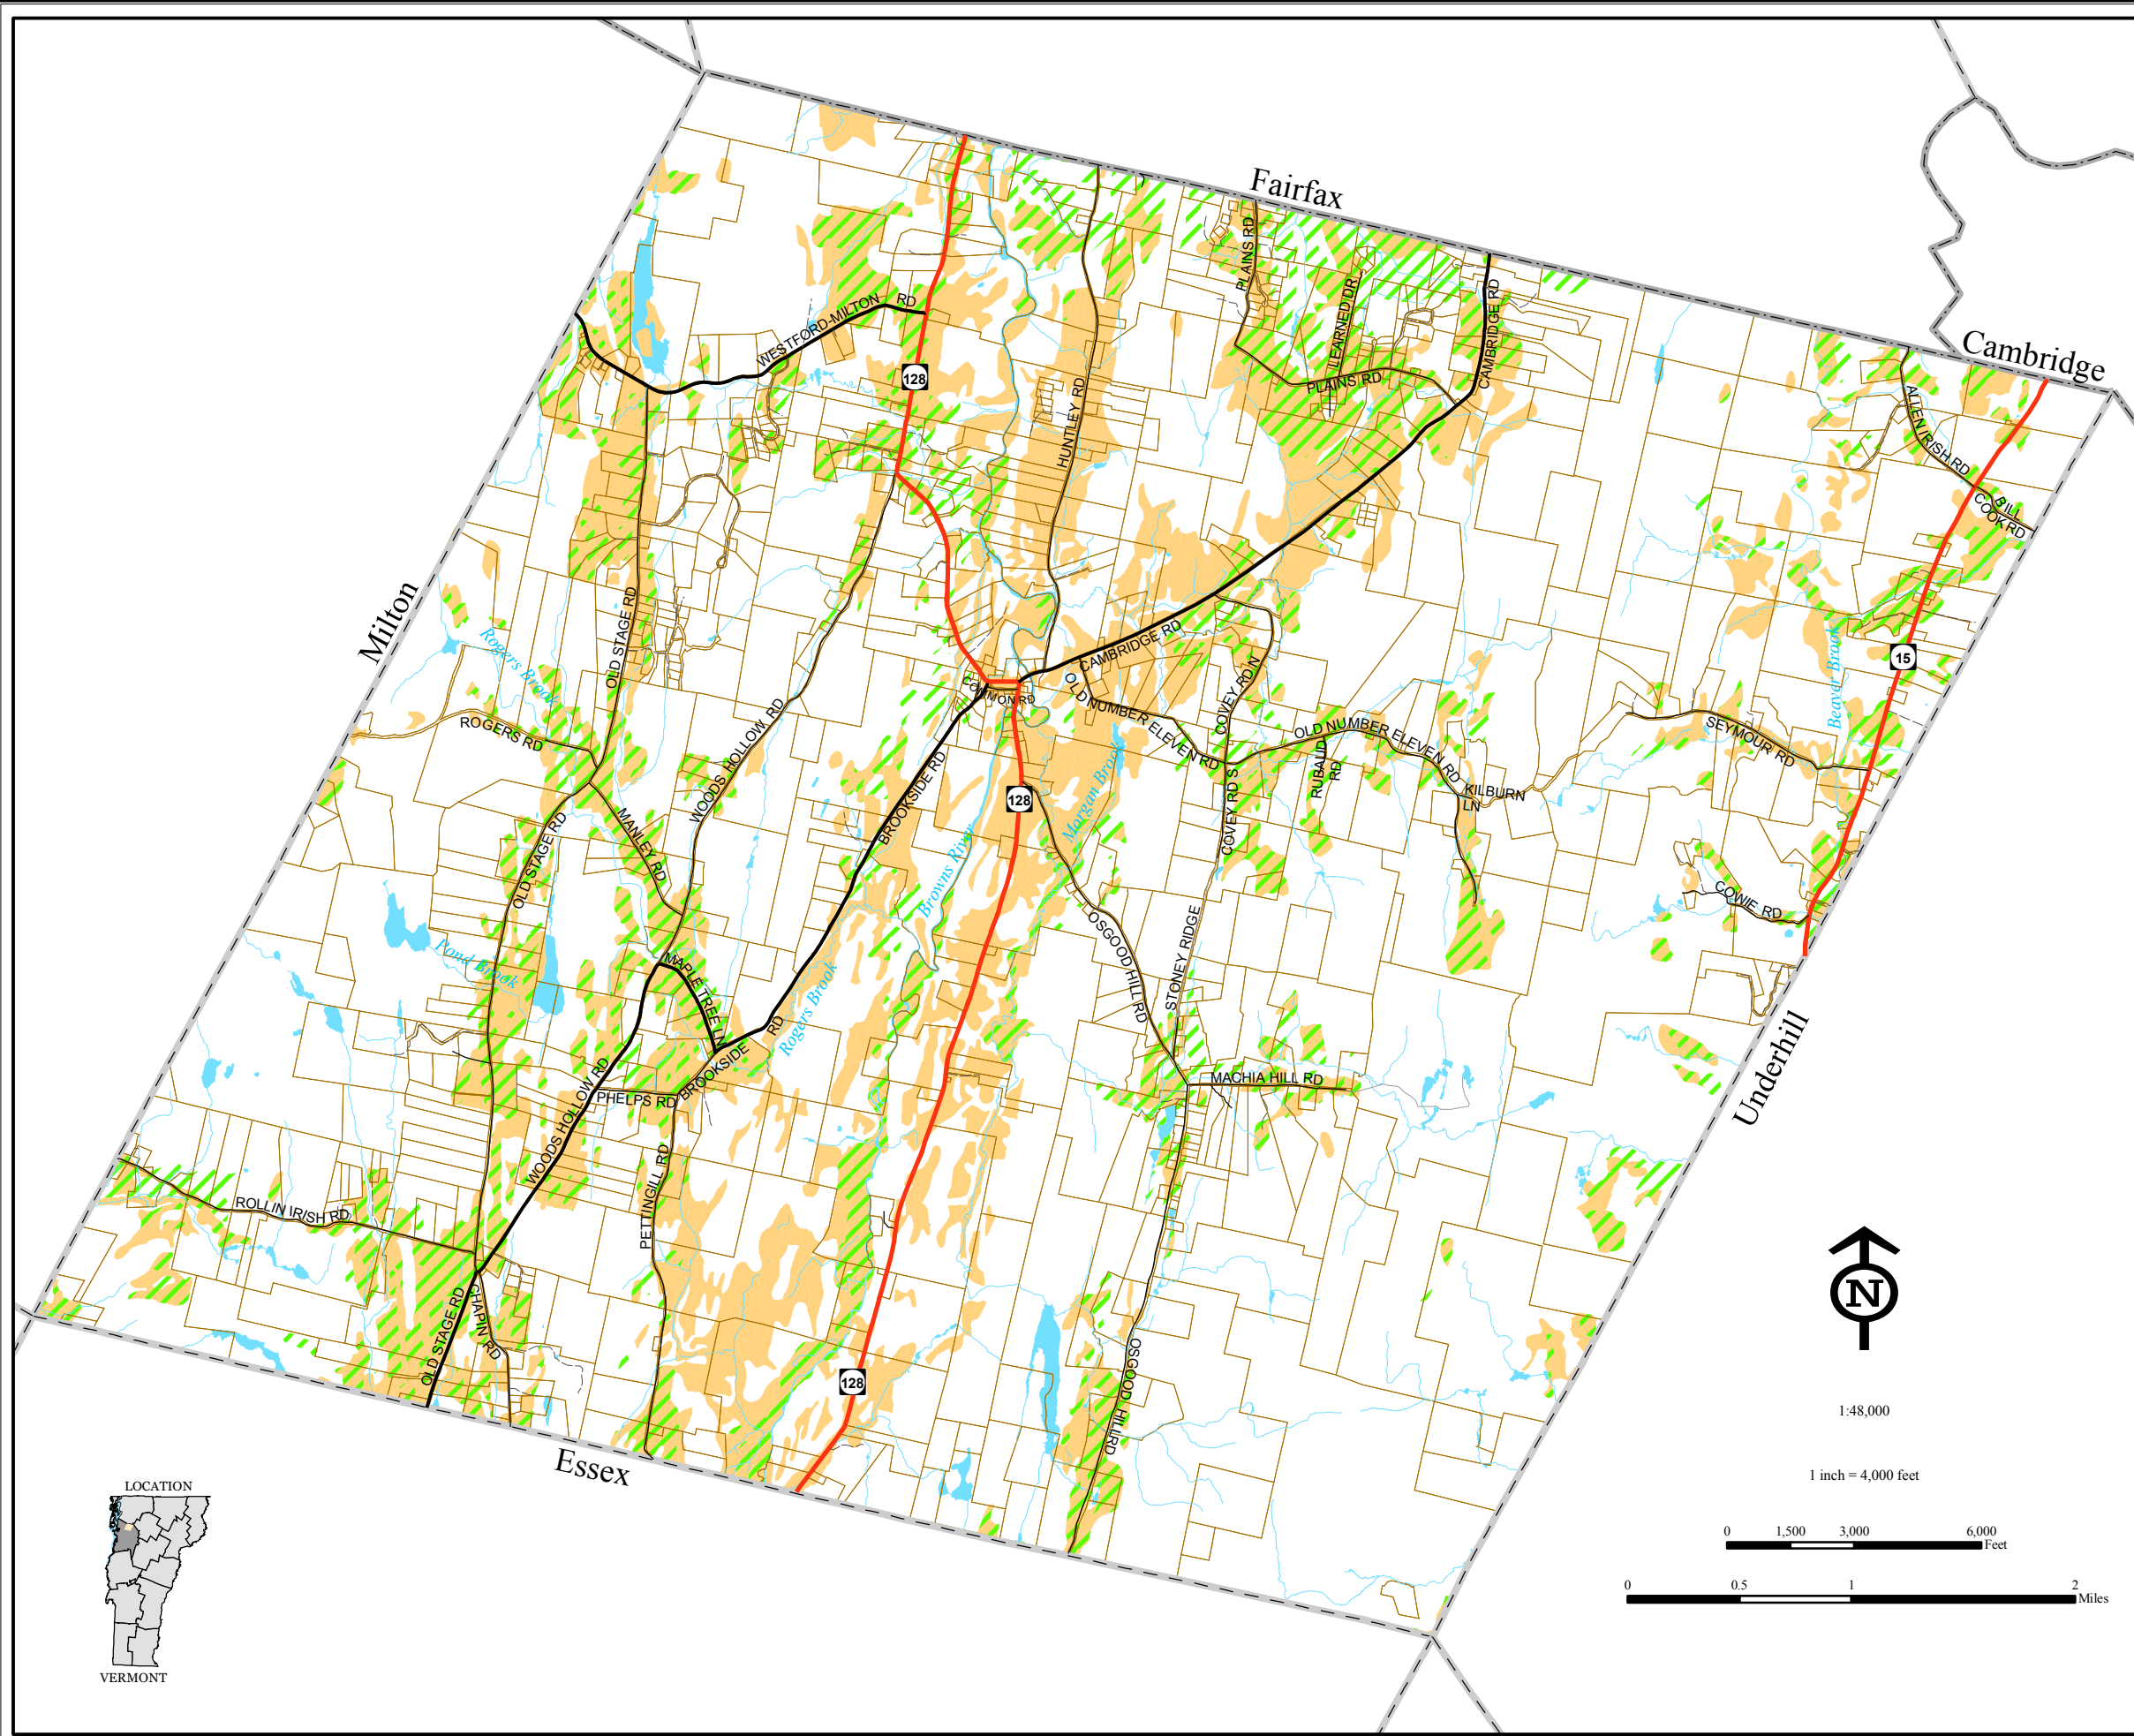 Fairfax
Cambridge
Milton
Underhill
Essex
PLAINS RD
LEARNED DR
CAMBRIDGE RD
WESTFORD-MILTON RD
128
PLAINS RD
HUNTLEY RD
ALLEN IRISH RD
BILL
COOK RD
OLD STAGE RD
Rogers Brook
CAMBRIDGE RD
15
Beaver Brook
COMMON RD
OLD NUMBER ELEVEN RD
COVEY RD N
ROGERS RD
WOODS HOLLOW RD
OLD NUMBER ELEVEN RD
RUBAUD
RD
SEYMOUR RD
BROOKSIDE RD
128
Morgan Brook
COVEY RD S
KILBURN
LN
OLD STAGE RD
MANLEY RD
Browns River
COWIE RD
OSGOOD HILL RD
STONEY RIDGE
Pond Brook
MAPLE TREE LN
Rogers Brook
BROOKSIDE RD
WOODS HOLLOW RD
PHELPS RD
MACHIA HILL RD
PETTINGILL RD
ROLLIN IRISH RD
OLD STAGE RD
CHAPIN RD
128
OSGOOD HILL RD
N
1:48,000
1 inch = 4,000 feet
0 1,500 3,000 6,000
Feet
0 0.5 1 2
Miles
LOCATION
VERMONT